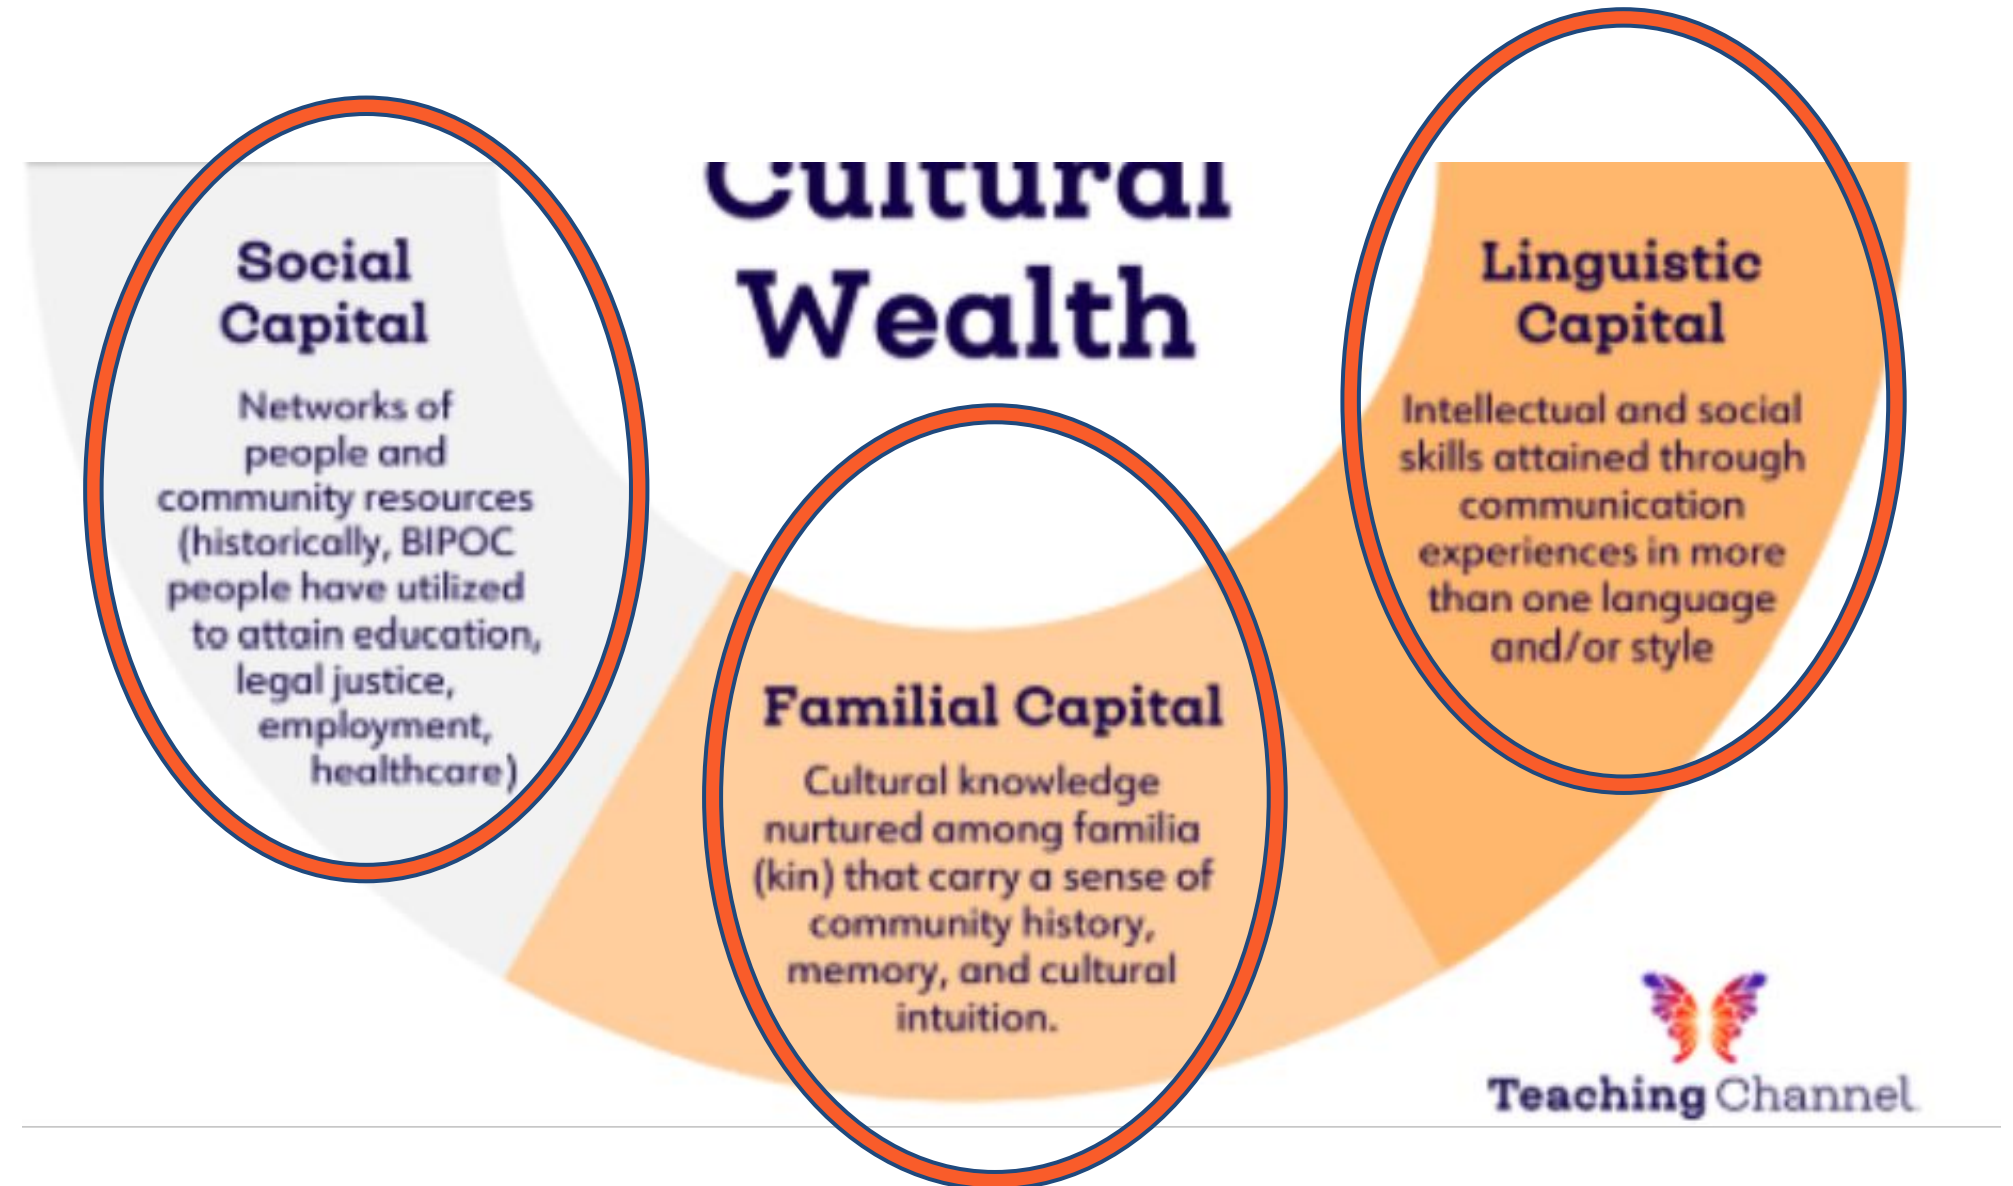 Cultural
Wealth
Social
Capital
Networks of
people and
community resources
(historically, BIPOC
people have utilized
to attain education,
legal justice,
employment,
healthcare)
Familial Capital
Cultural knowledge
nurtured among familia
(kin) that carry a sense of
community history,
memory, and cultural
intuition.
Linguistic
Capital
Intellectual and social
skills attained through
communication
experiences in more
than one language
and/or style
Teaching Channel